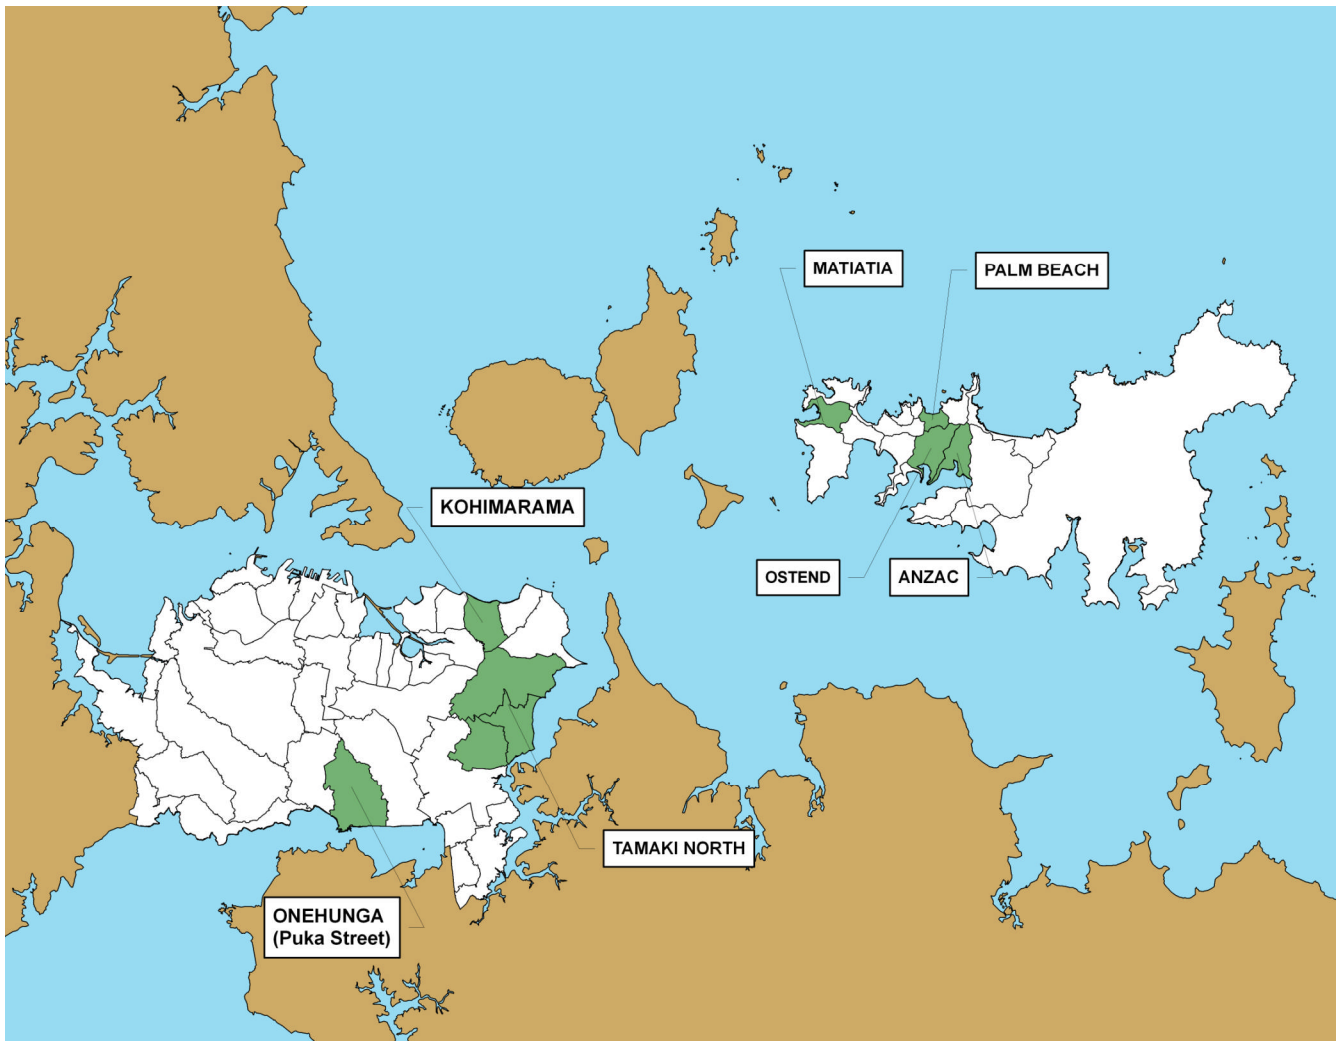 MATIATIA
PALM BEACH
KOHIMARAMA
OSTEND
ANZAC
TAMAKI NORTH
ONEHUNGA
(Puka Street)